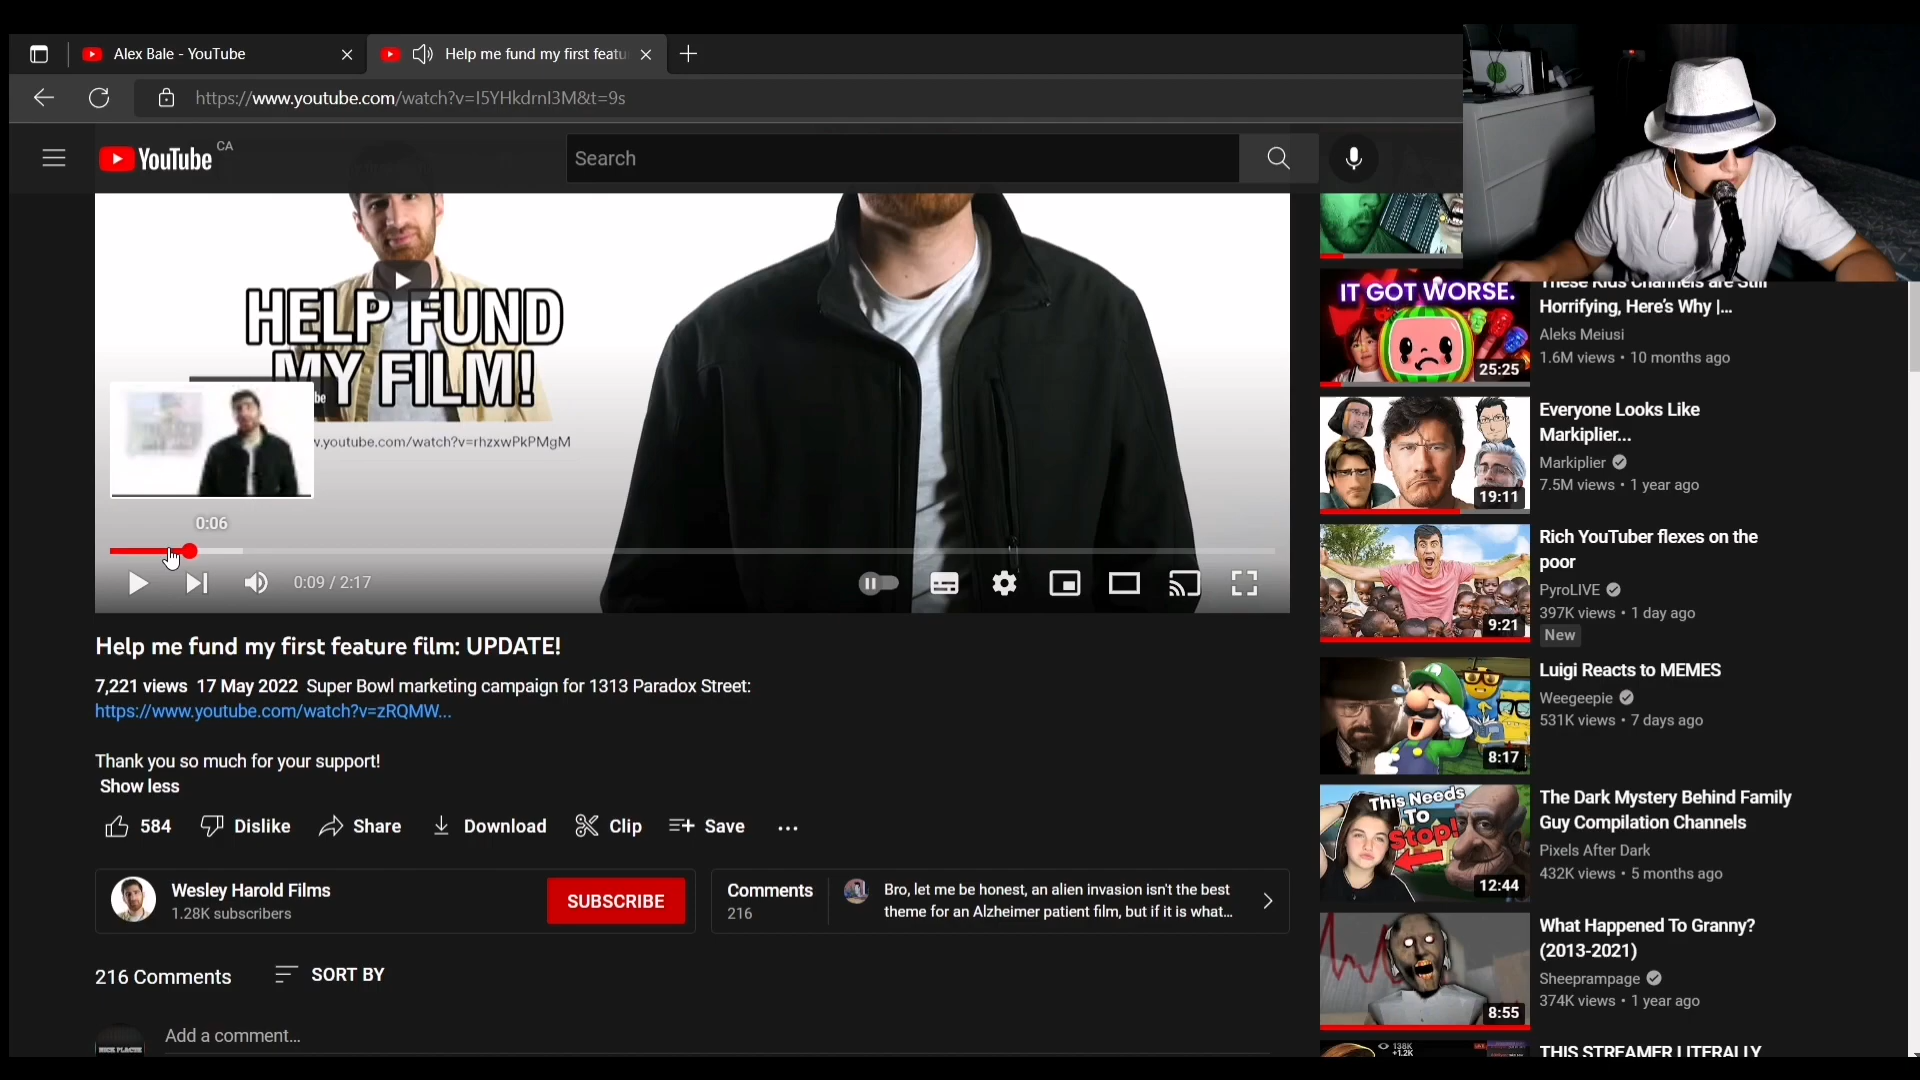 Alex Bale - YouTube
Help me fund my first featu
https://www.youtube.com/watch?v=I5YHkdrnI3M&t=9s
YouTube CA
Search
HELP FUND
MY FILM!
be
v.youtube.com/watch?v=rhzxwPkPMgM
0:06
0:09 / 2:17
Help me fund my first feature film: UPDATE!
7,221 views 17 May 2022 Super Bowl marketing campaign for 1313 Paradox Street:
https://www.youtube.com/watch?v=zRQMW...
Thank you so much for your support!
Show less
584 Dislike Share Download Clip Save ...
Wesley Harold Films
1.28K subscribers
SUBSCRIBE
Comments
216
Bro, let me be honest, an alien invasion isn't the best
theme for an Alzheimer patient film, but if it is what...
216 Comments SORT BY
Add a comment...
IT GOT WORSE.
25:25
These Kids Channels are Still
Horrifying, Here's Why |...
Aleks Meiusi
1.6M views • 10 months ago
19:11
Everyone Looks Like
Markiplier...
Markiplier
7.5M views • 1 year ago
9:21
Rich YouTuber flexes on the
poor
PyroLIVE
397K views • 1 day ago
New
8:17
Luigi Reacts to MEMES
Weegeepie
531K views • 7 days ago
This Needs
To
Stop!
12:44
The Dark Mystery Behind Family
Guy Compilation Channels
Pixels After Dark
432K views • 5 months ago
8:55
What Happened To Granny?
(2013-2021)
Sheeprampage
374K views • 1 year ago
138K
+1.2K
THIS STREAMER LITERALLY